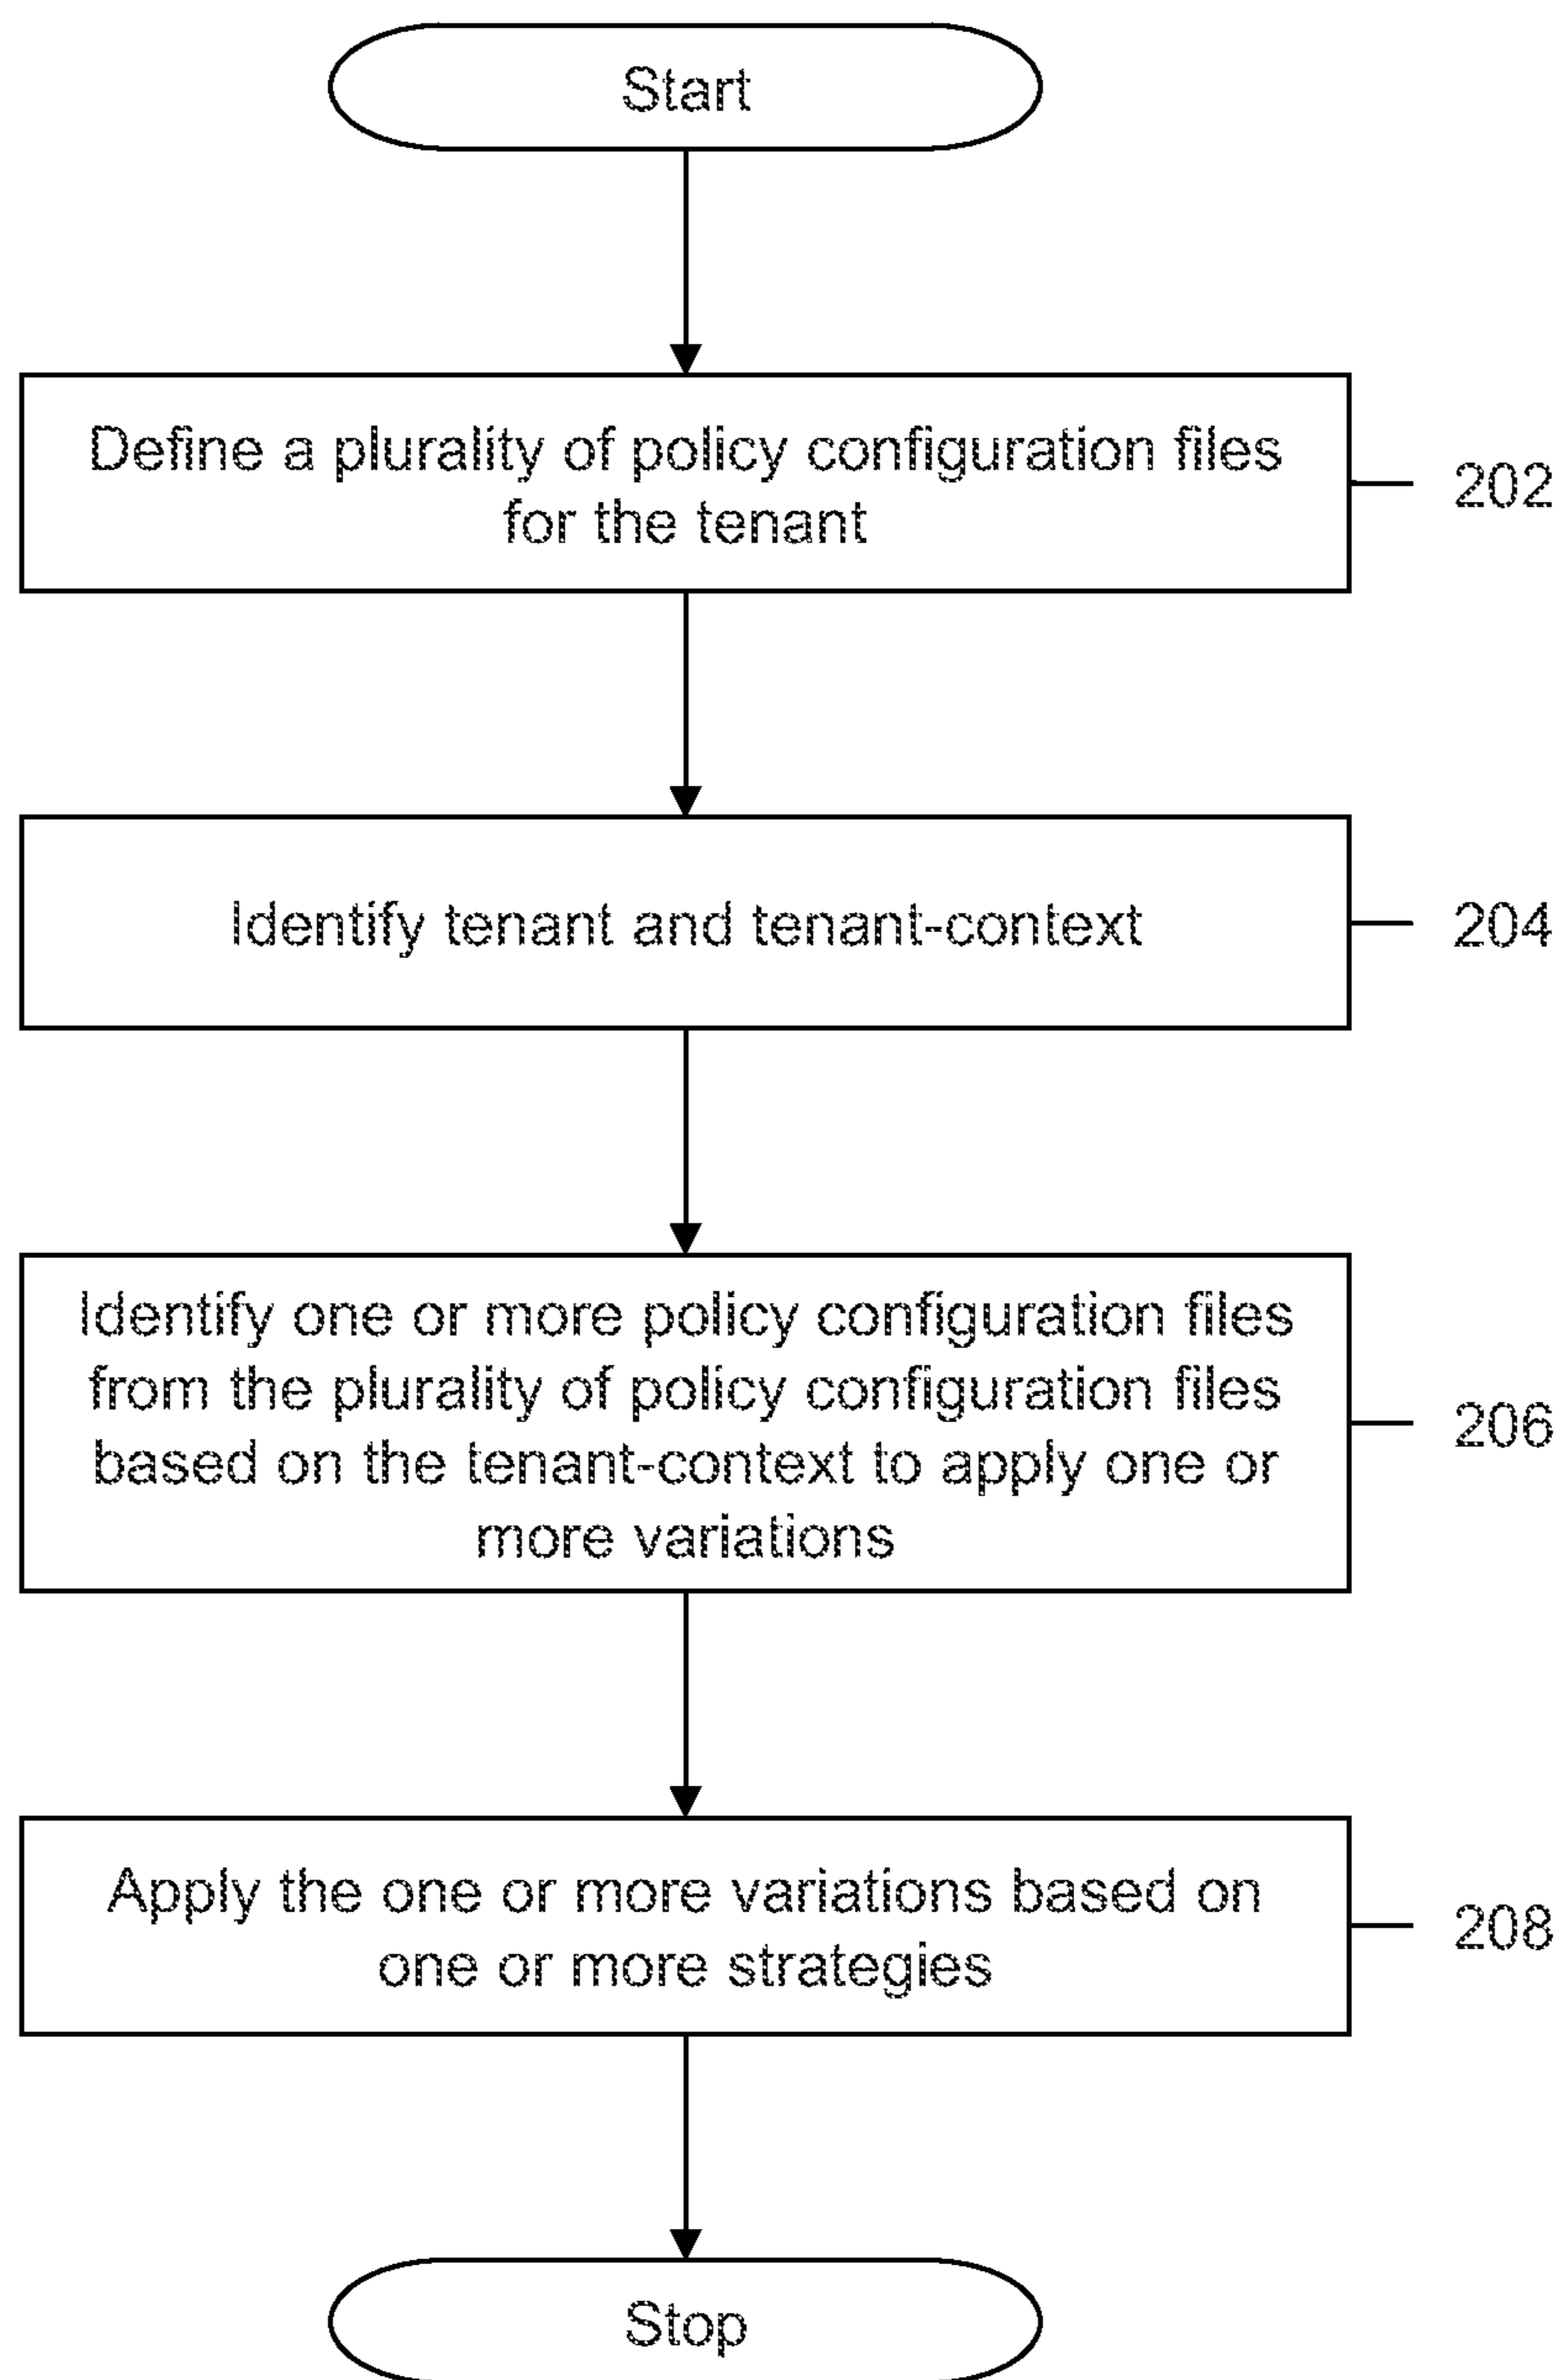 Start
Define a plurality of policy configuration files
for the tenant
202
Identify tenant and tenant-context
204
Identify one or more policy configuration files
from the plurality of policy configuration files
based on the tenant-context to apply one or
more variations
206
Apply the one or more variations based on
one or more strategies
208
Stop